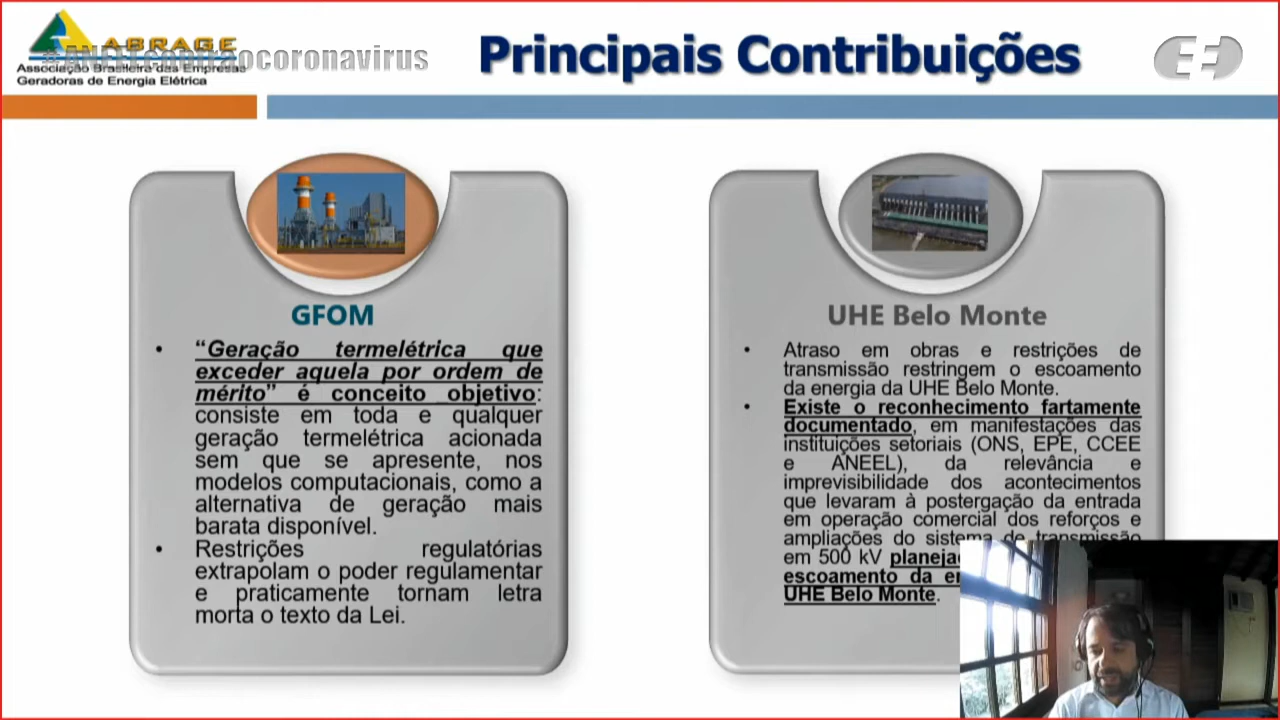 ABRAGE
#ANEELcontraocoronavirus
Associação Brasileira das Empresas
Geradoras de Energia Elétrica
Principais Contribuições
GFOM
• “Geração termelétrica que
exceder aquela por ordem de
mérito” é conceito objetivo:
consiste em toda e qualquer
geração termelétrica acionada
sem que se apresente, nos
modelos computacionais, como a
alternativa de geração mais
barata disponível.
• Restrições regulatórias
extrapolam o poder regulamentar
e praticamente tornam letra
morta o texto da Lei.
UHE Belo Monte
• Atraso em obras e restrições de
transmissão restringem o escoamento
da energia da UHE Belo Monte.
• Existe o reconhecimento fartamente
documentado, em manifestações das
instituições setoriais (ONS, EPE, CCEE
e ANEEL), da relevância e
imprevisibilidade dos acontecimentos
que levaram à postergação da entrada
em operação comercial dos reforços e
ampliações do sistema de transmissão
em 500 kV
escoamento da
UHE Belo Monte.